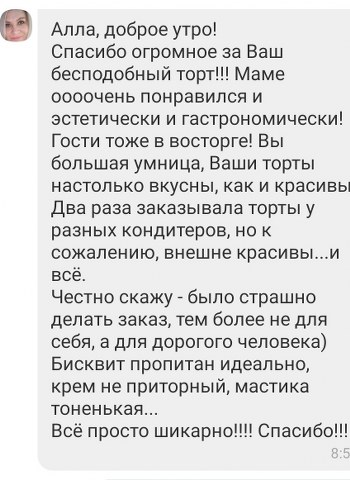 Алла, доброе утро!
Спасибо огромное за Ваш
бесподобный торт!!! Маме
оооочень понравился и
эстетически и гастрономически!
Гости тоже в восторге! Вы
большая умница, Ваши торты
настолько вкусны, как и красивы
Два раза заказывала торты у
разных кондитеров, но к
сожалению, внешне красивы...и
всё.
Честно скажу - было страшно
делать заказ, тем более не для
себя, а для дорогого человека)
Бисквит пропитан идеально,
крем не приторный, мастика
тоненькая...
Всё просто шикарно!!!! Спасибо!!!
8:5